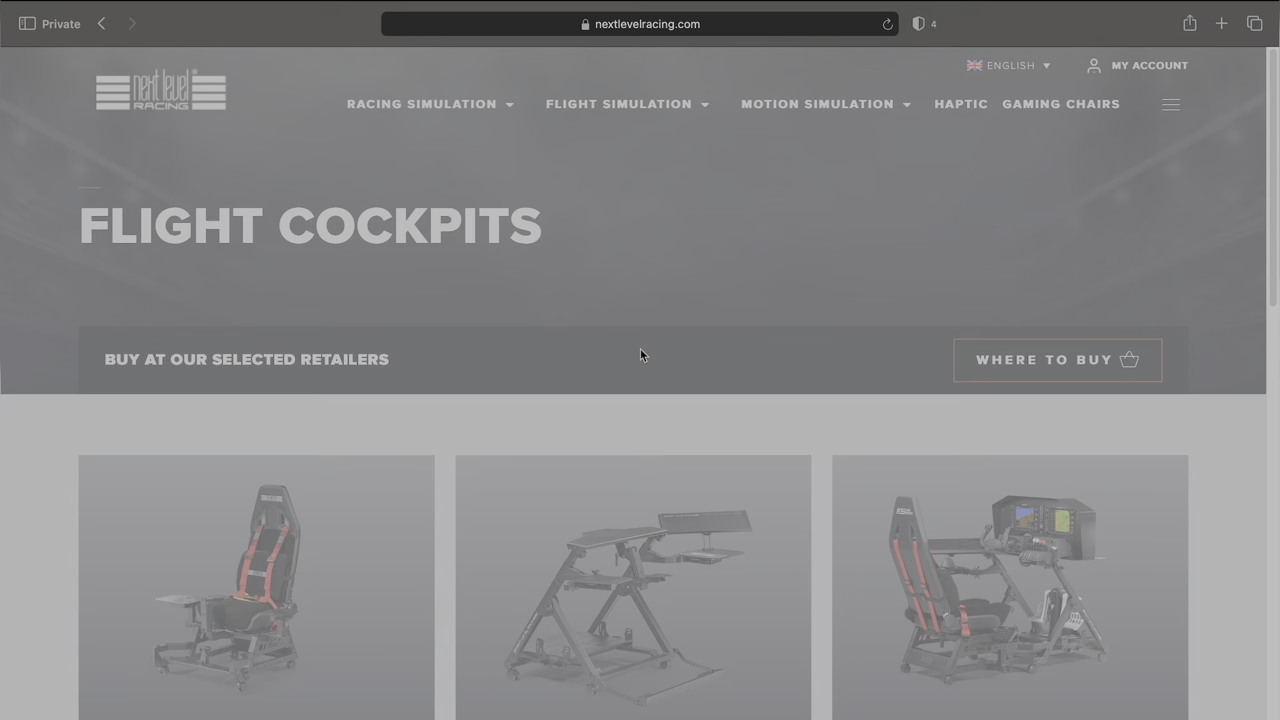 Private
nextlevelracing.com
4
ENGLISH
MY ACCOUNT
next level
RACING
RACING SIMULATION
FLIGHT SIMULATION
MOTION SIMULATION
HAPTIC
GAMING CHAIRS
FLIGHT COCKPITS
BUY AT OUR SELECTED RETAILERS
WHERE TO BUY